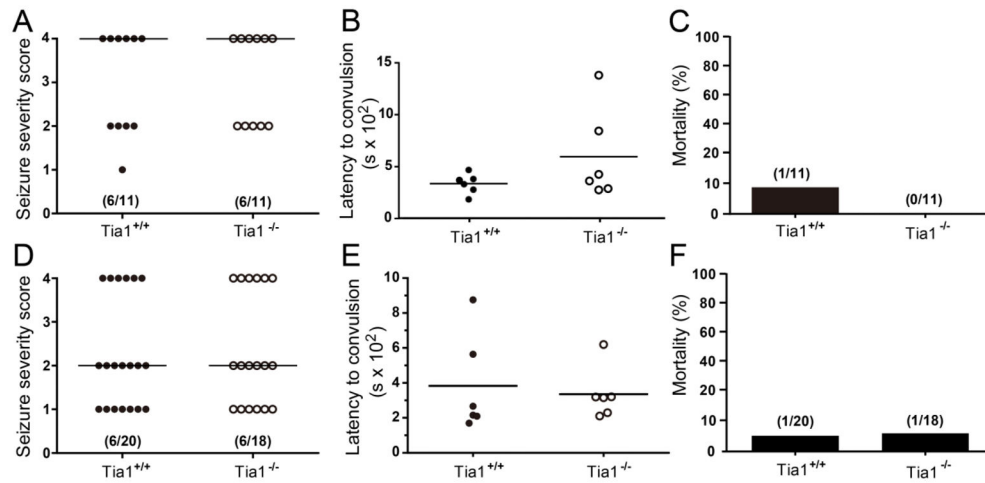 A
Seizure severity score
4
3
2
1
0
(6/11)
(6/11)
Tia1 +/+
Tia1 -/-
B
Latency to convulsion
(s x 10²)
15
10
5
0
Tia1 +/+
Tia1 -/-
C
Mortality (%)
100
80
60
40
20
10
0
(1/11)
(0/11)
Tia1 +/+
Tia1 -/-
D
Seizure severity score
4
3
2
1
0
(6/20)
(6/18)
Tia1 +/+
Tia1 -/-
E
Latency to convulsion
(s x 10²)
10
8
6
4
2
0
Tia1 +/+
Tia1 -/-
F
Mortality (%)
100
80
60
40
20
10
0
(1/20)
(1/18)
Tia1 +/+
Tia1 -/-